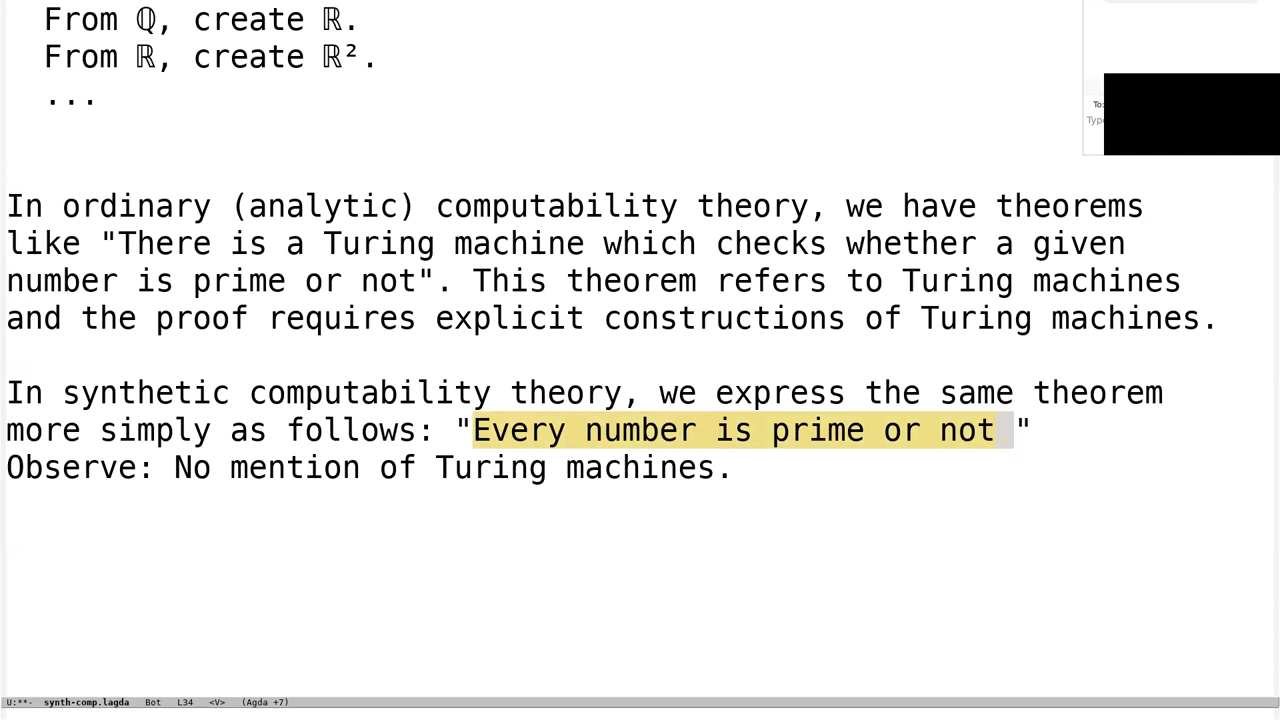 From ℚ, create ℝ.
From ℝ, create ℝ².
...
To:
In ordinary (analytic) computability theory, we have theorems
like "There is a Turing machine which checks whether a given
number is prime or not". This theorem refers to Turing machines
and the proof requires explicit constructions of Turing machines.
In synthetic computability theory, we express the same theorem
more simply as follows: "Every number is prime or not "
Observe: No mention of Turing machines.
U:**- synth-comp.lagda Bot L34 <V> (Agda +7)